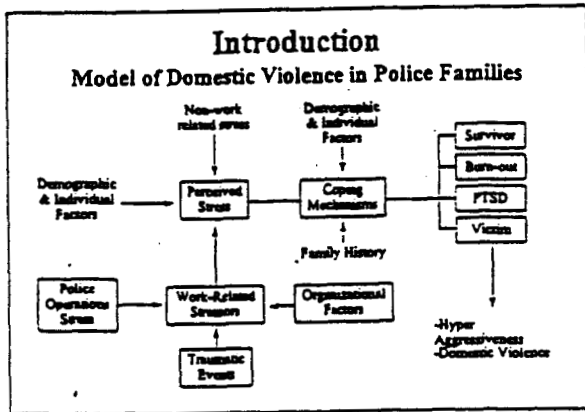 Introduction
Model of Domestic Violence in Police Families
Non-work
related stress
Demographic
& Individual
Factors
Survivor
Burn-out
PTSD
Victim
Demographic
& Individual
Factors
Perceived
Stress
Coping
Mechanisms
Family History
Police
Operations
Stress
Work-Related
Stressors
Organizational
Factors
Traumatic
Events
-Hyper
Aggressiveness
-Domestic Violence